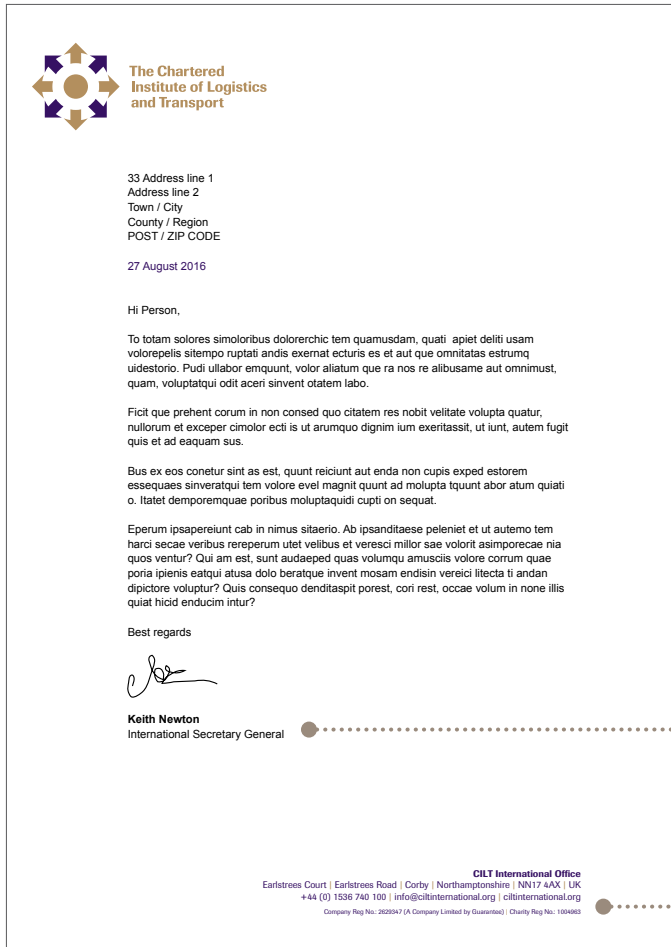 The Chartered
Institute of Logistics
and Transport
33 Address line 1
Address line 2
Town / City
County / Region
POST / ZIP CODE
27 August 2016
Hi Person,
To totam solores simoloribus dolorerchic tem quamusdam, quati  apiet deliti usam
volorepelis sitempo ruptati andis exernat ecturis es et aut que omnitatas estrumq
uidestorio. Pudi ullabor emquunt, volor aliatum que ra nos re alibusame aut omnimust,
quam, voluptatqui odit aceri sinvent otatem labo.
Ficit que prehent corum in non consed quo citatem res nobit velitate volupta quatur,
nullorum et exceper cimolor ecti is ut arumquo dignim ium exeritassit, ut iunt, autem fugit
quis et ad eaquam sus.
Bus ex eos conetur sint as est, quunt reiciunt aut enda non cupis exped estorem
essequaes sinveratqui tem volore evel magnit qunt ad molupta tquunt abor atum quiati
o. Itatet demporemquae poribus moluptaquidi cupti on sequat.
Eperum ipsapereiunt cab in nimus sitaerio. Ab ipsanditaese peleniet et ut autemo tem
harci secae veribus rereperum utet velibus et veresci millor sae volorit asimporecae nia
quos ventur? Qui am est, sunt audaeped quas volumqu amusciis volore corrum quae
poria ipienis eatqui atusa dolo beratque invent mosam endisin vereici litecta ti andan
dipictore voluptur? Quis consequo denditaspit porest, cori rest, occae volum in none illis
quiat hicid enducim intur?
Best regards
Keith Newton
International Secretary General
CILT International Office
Earlstrees Court | Earlstrees Road | Corby | Northamptonshire | NN17 4AX | UK
+44 (0) 1536 740 100 | info@ciltinternational.org | ciltinternational.org
Company Reg No.: 2629347 (A Company Limited by Guarantee) | Charity Reg No.: 1004963